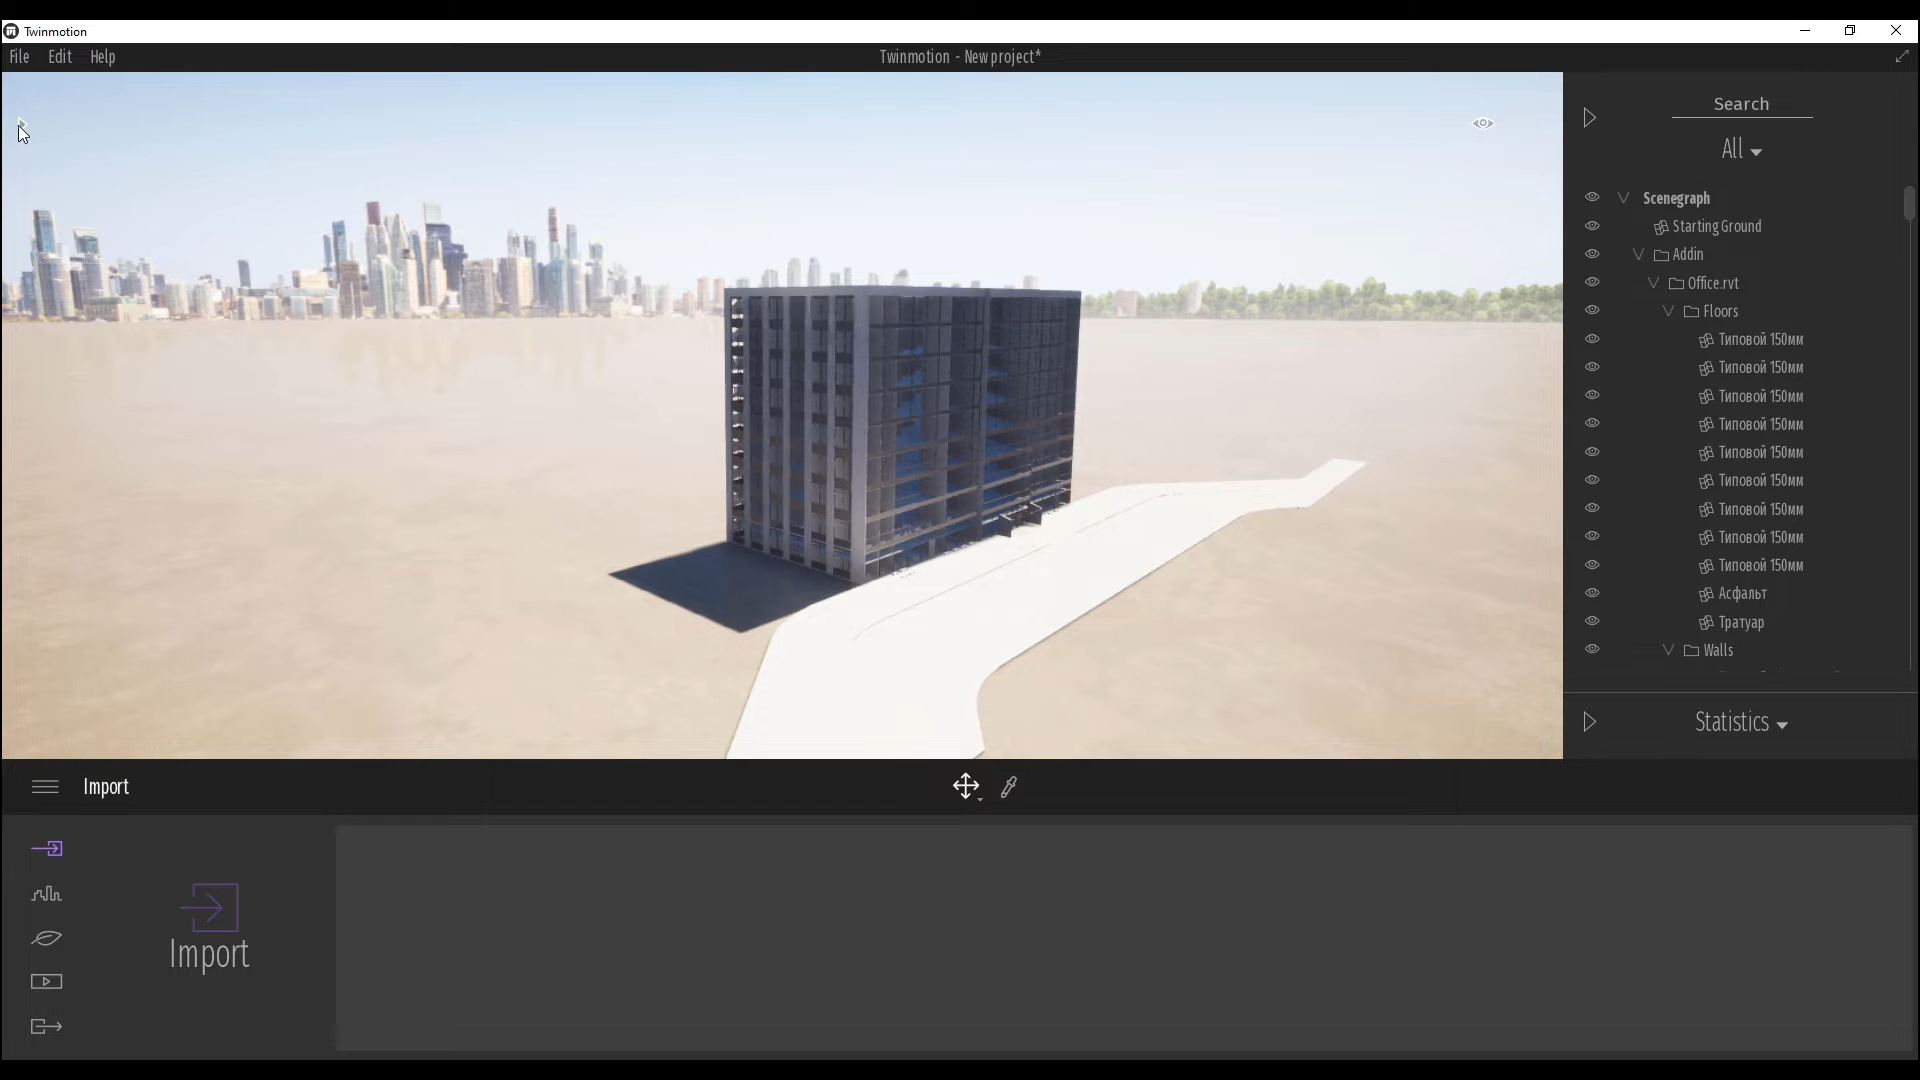 Twinmotion
File Edit Help
Twinmotion - New project*
Search
All
Scenegraph
Starting Ground
Addin
Office.rvt
Floors
Типовой 150мм
Типовой 150мм
Типовой 150мм
Типовой 150мм
Типовой 150мм
Типовой 150мм
Типовой 150мм
Типовой 150мм
Типовой 150мм
Асфальт
Тратуар
Walls
Statistics
Import
Import